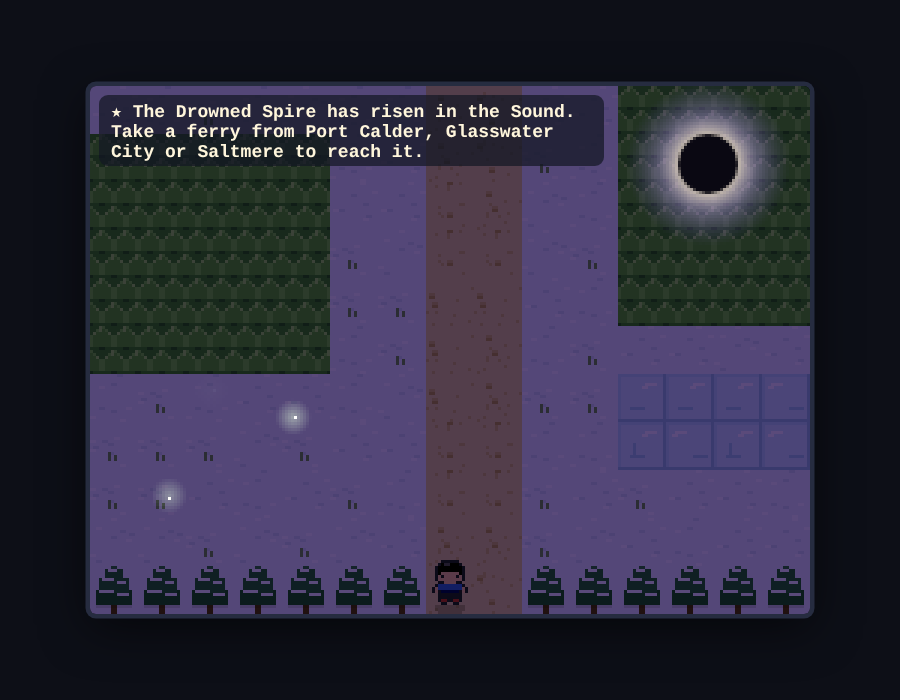 ★ The Drowned Spire has risen in the Sound.
Take a ferry from Port Calder, Glasswater
City or Saltmere to reach it.